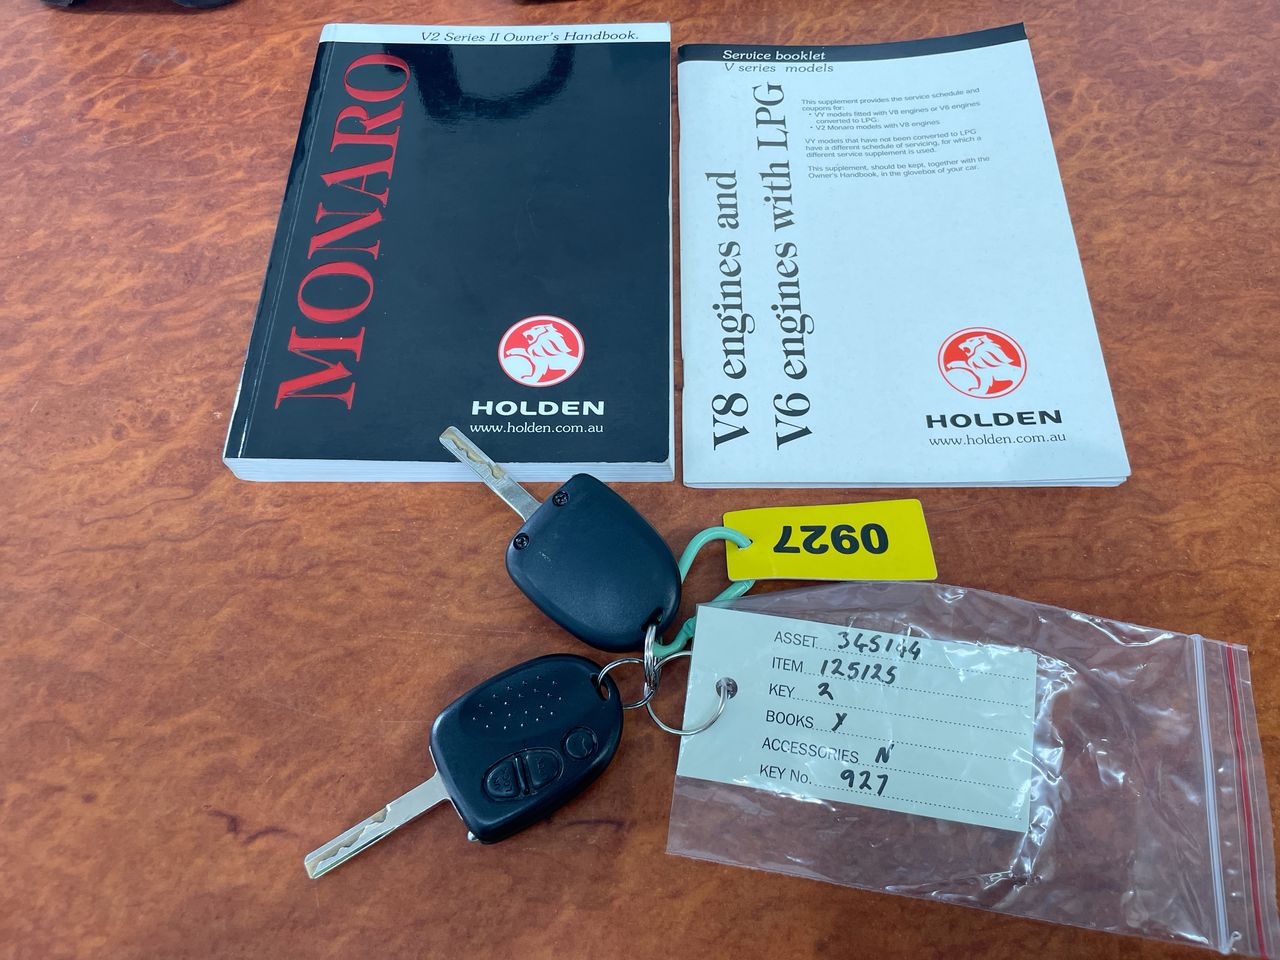 V2 Series II Owner's Handbook.
MONARO
HOLDEN
www.holden.com.au
Service booklet
V series models
V8 engines and
V6 engines with LPG
This supplement provides the service schedule and
coupons for:
• VY models fitted with V8 engines or V6 engines
converted to LPG.
• V2 Monaro models with V8 engines
VY models that have not been converted to LPG
have a different schedule of servicing, for which a
different service supplement is used.
This supplement, should be kept, together with the
Owner's Handbook, in the glovebox of your car.
HOLDEN
www.holden.com.au
0927
ASSET 345144
ITEM 125125
KEY 2
BOOKS Y
ACCESSORIES N
KEY No. 927